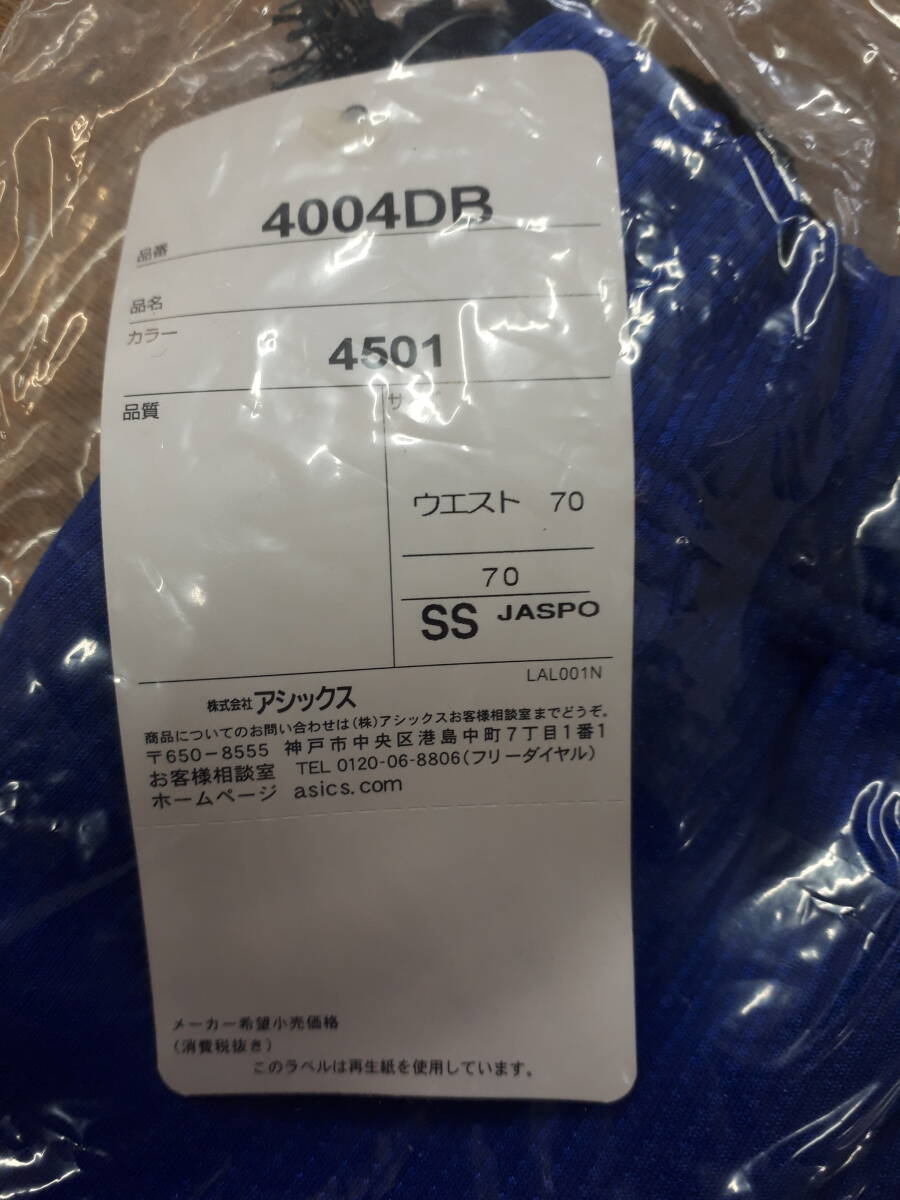 4004DB
品番
品名
カラー
4501
品質
サ
ウエスト 70
70
SS JASPO
LAL001N
株式会社アシックス
商品についてのお問い合わせは(株)アシックスお客様相談室までどうぞ。
〒650-8555 神戸市中央区港島中町7丁目1番1
お客様相談室 TEL 0120-06-8806(フリーダイヤル)
ホームページ asics.com
メーカー希望小売価格
(消費税抜き)
このラベルは再生紙を使用しています。